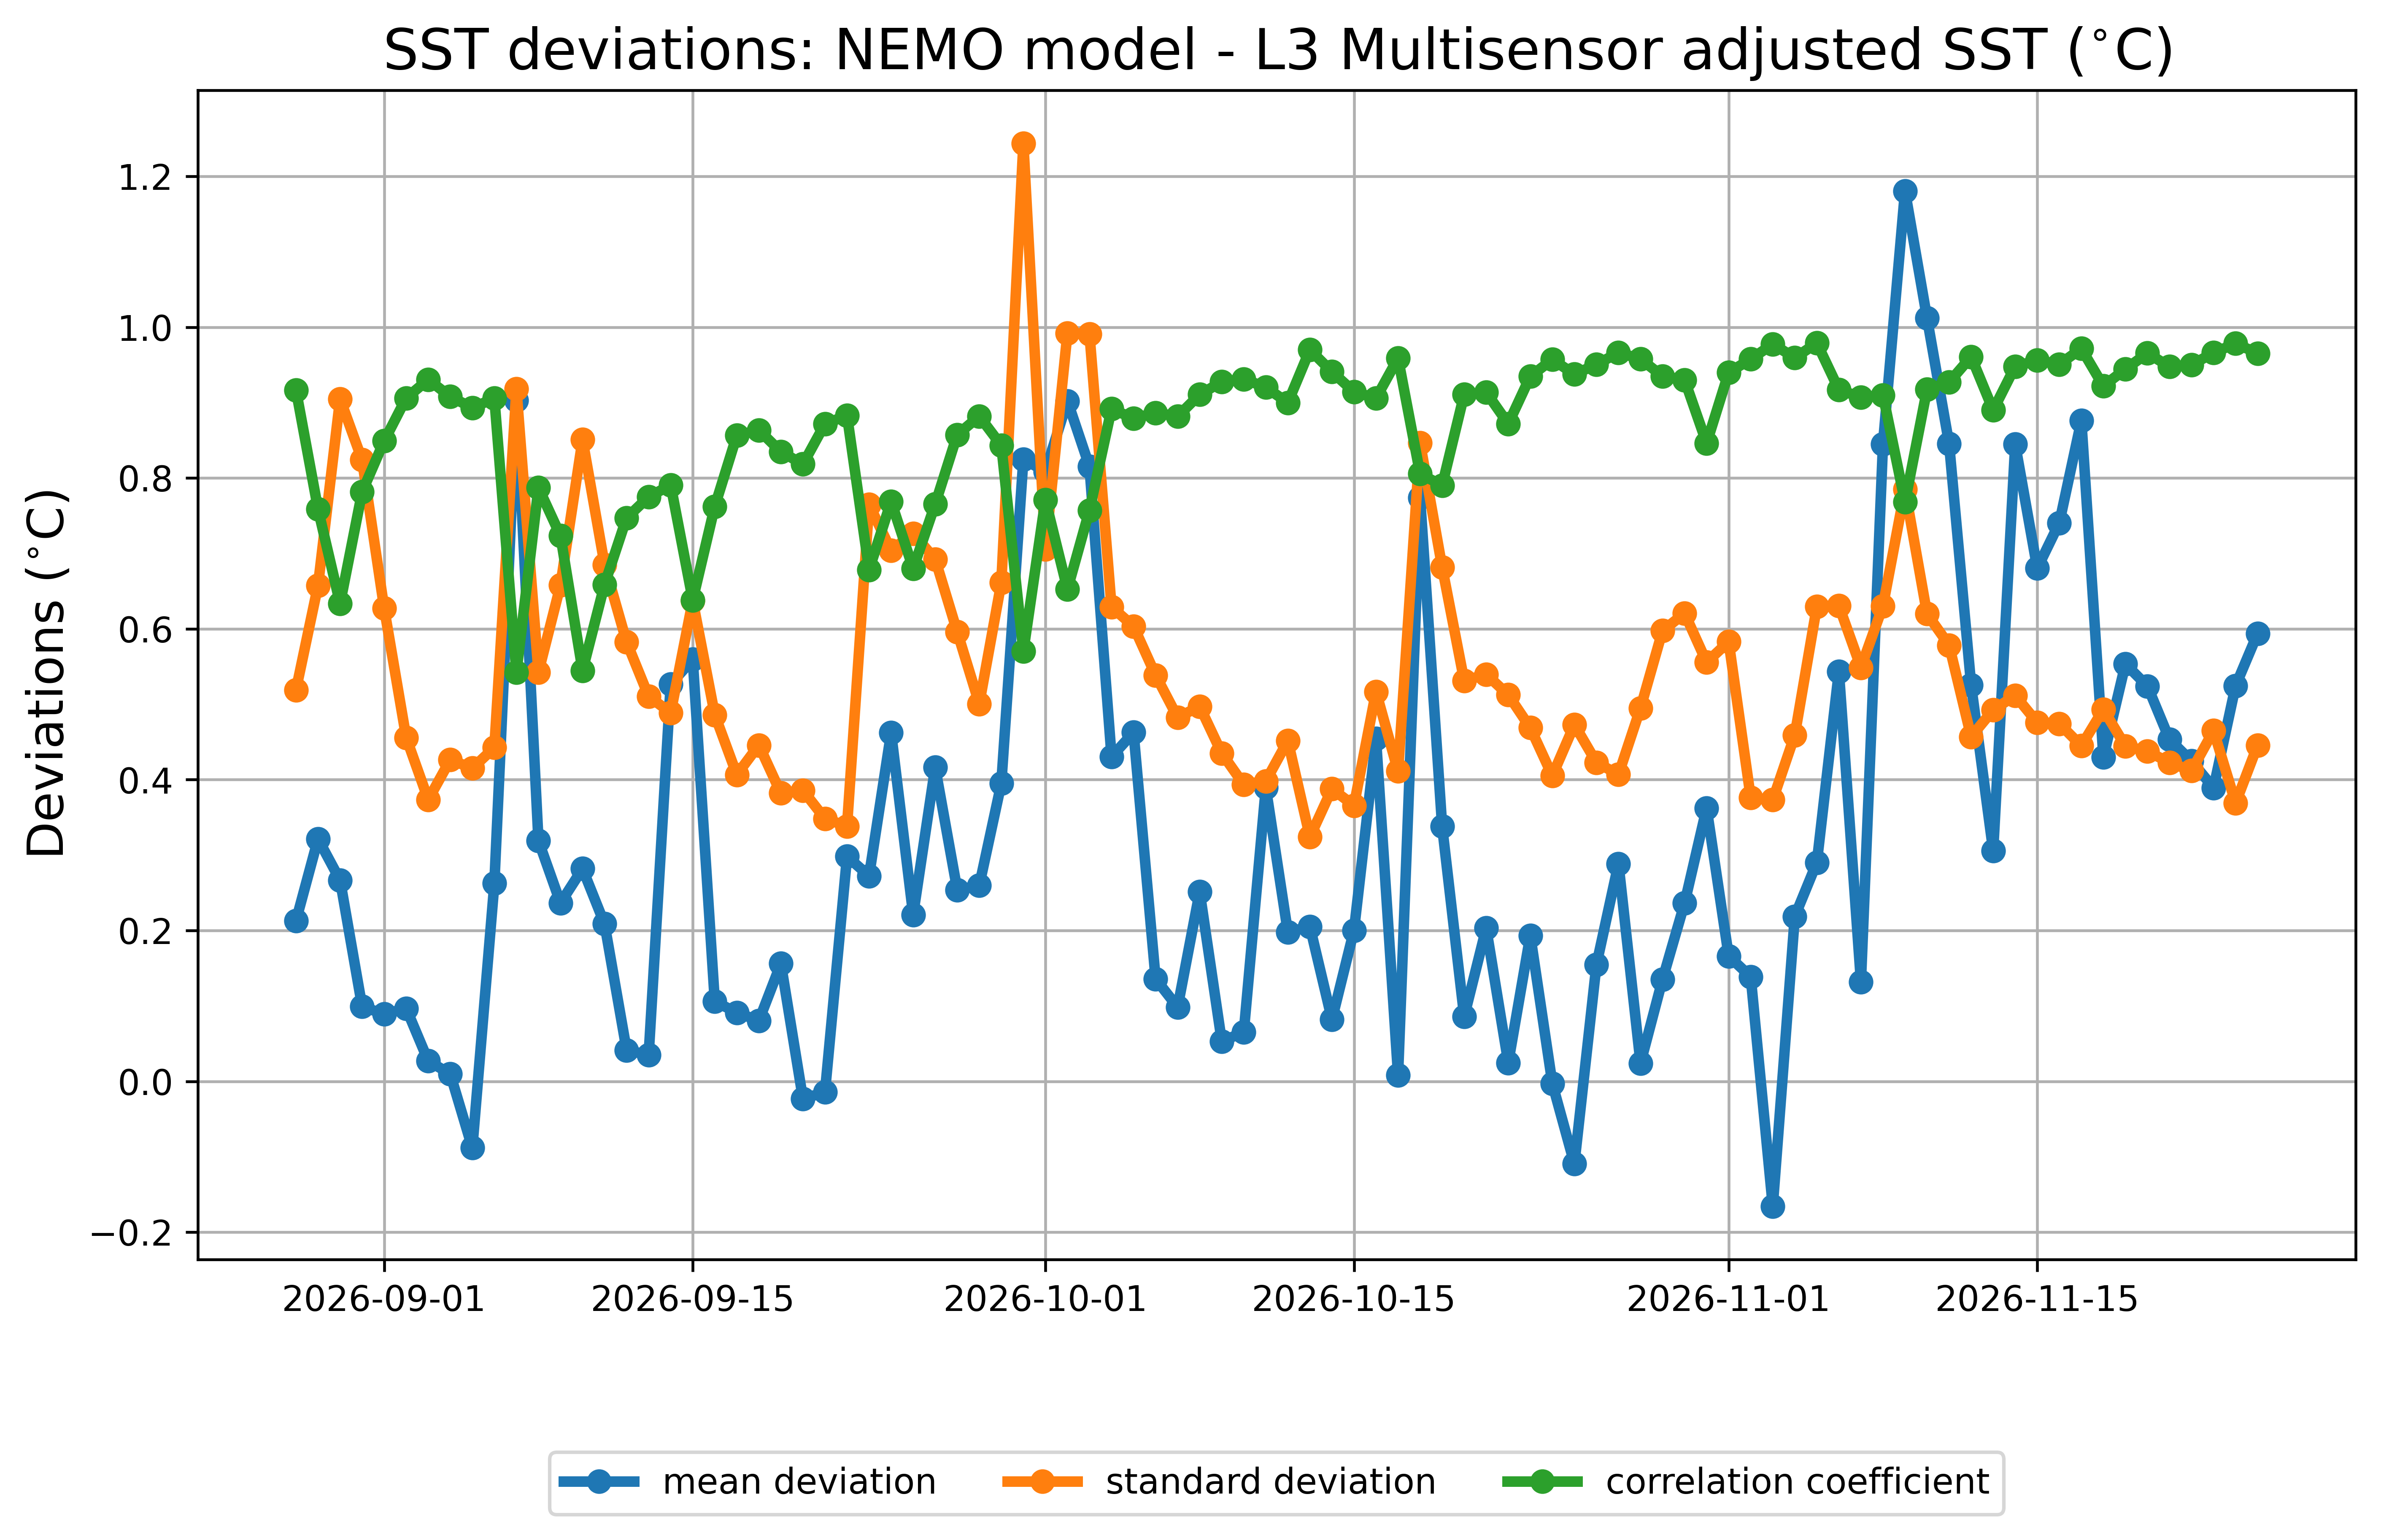 SST deviations: NEMO model - L3 Multisensor adjusted SST (°C)
Deviations (°C)
1.2
1.0
0.8
0.6
0.4
0.2
0.0
−0.2
2026-09-01 2026-09-15 2026-10-01 2026-10-15 2026-11-01 2026-11-15
mean deviation standard deviation correlation coefficient